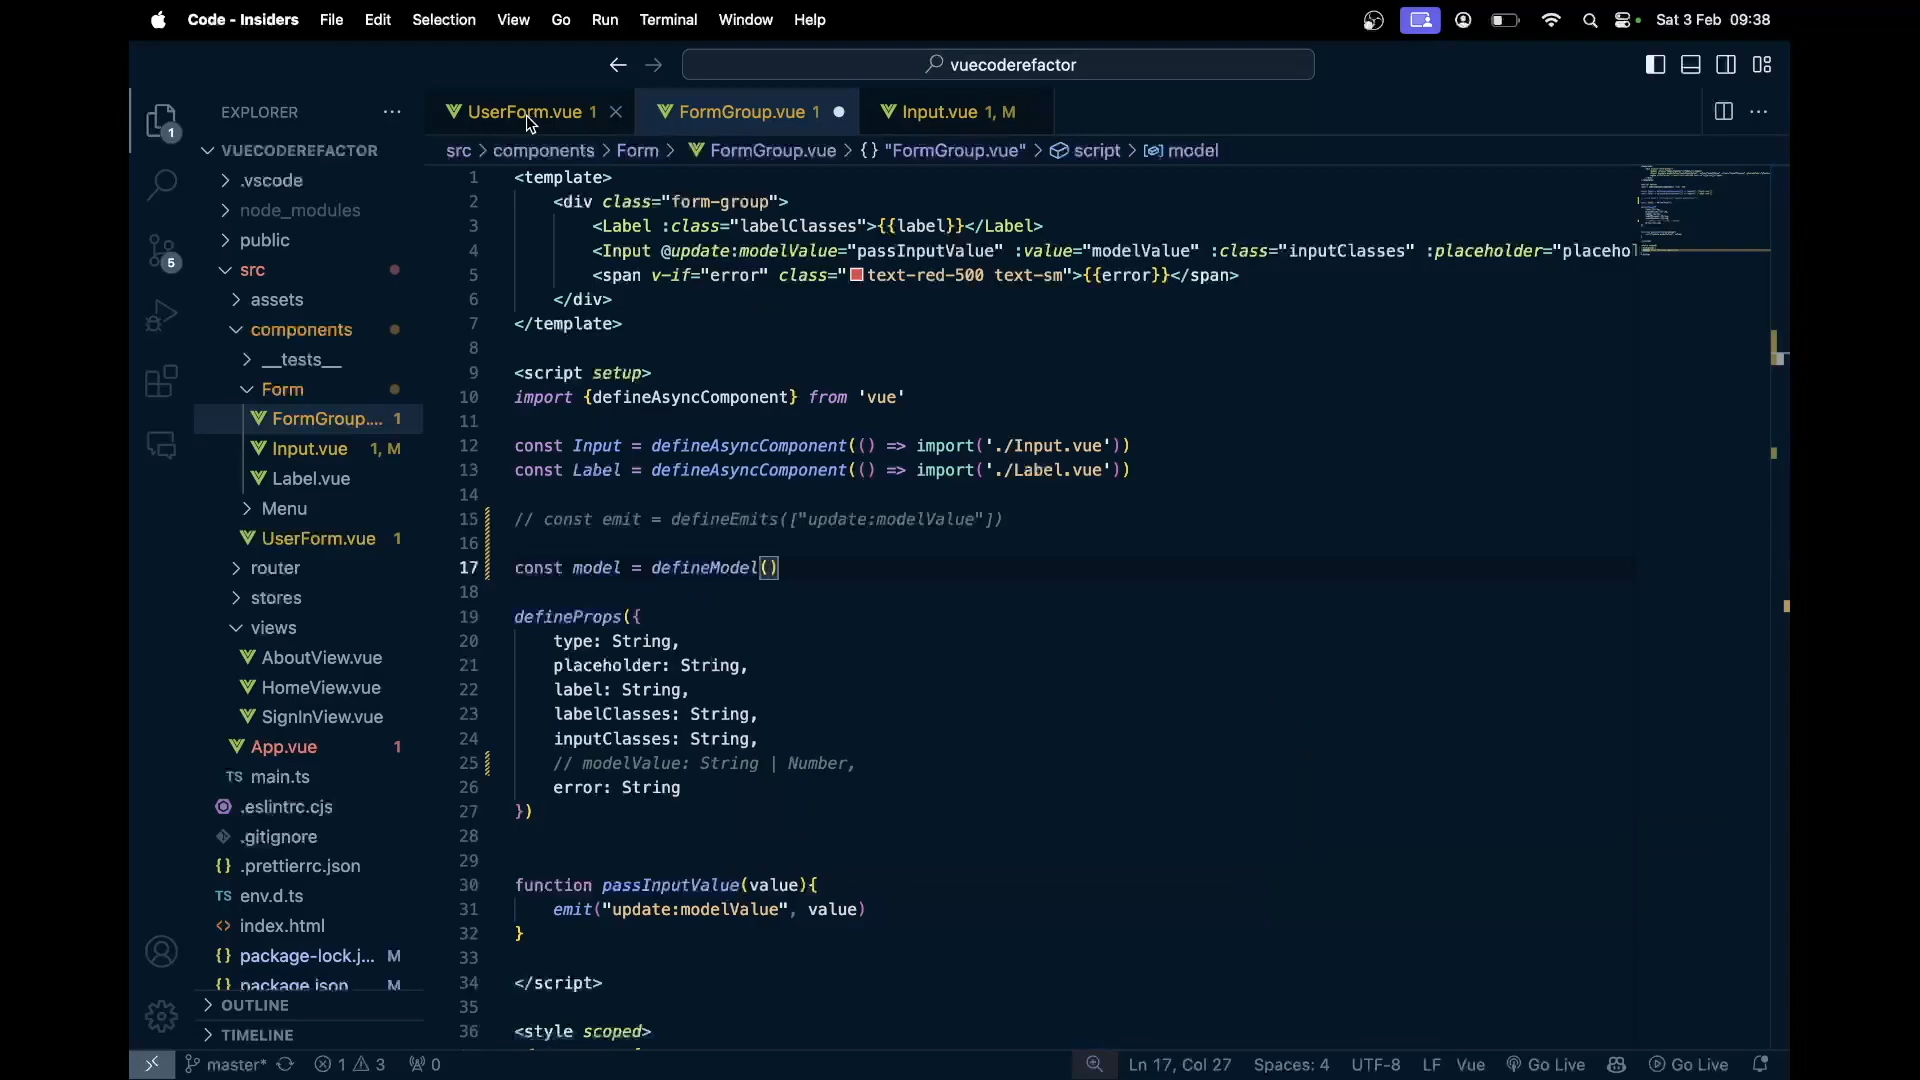 Code - Insiders File Edit Selection View Go Run Terminal Window Help Sat 3 Feb 09:38
vuecoderefactor
EXPLORER ···
UserForm.vue 1
FormGroup.vue 1
Input.vue 1, M
src > components > Form > FormGroup.vue > {} "FormGroup.vue" > script > model
1
5
VUECODEREFACTOR
.vscode
node_modules
public
src
assets
components
__tests__
Form
FormGroup.... 1
Input.vue 1, M
Label.vue
Menu
UserForm.vue 1
router
stores
views
AboutView.vue
HomeView.vue
SignInView.vue
App.vue 1
TS main.ts
.eslintrc.cjs
.gitignore
{} .prettierrc.json
TS env.d.ts
<> index.html
{} package-lock.j... M
{} package.json M
OUTLINE
TIMELINE
1 <template>
2 <div class="form-group">
3 <Label :class="labelClasses">{{label}}</Label>
4 <Input @update:modelValue="passInputValue" :value="modelValue" :class="inputClasses" :placeholder="placehol
5 <span v-if="error" class="text-red-500 text-sm">{{error}}</span>
6 </div>
7 </template>
8
9 <script setup>
10 import {defineAsyncComponent} from 'vue'
11
12 const Input = defineAsyncComponent(() => import('./Input.vue'))
13 const Label = defineAsyncComponent(() => import('./Label.vue'))
14
15 // const emit = defineEmits(["update:modelValue"])
16
17 const model = defineModel()
18
19 defineProps({
20 type: String,
21 placeholder: String,
22 label: String,
23 labelClasses: String,
24 inputClasses: String,
25 // modelValue: String | Number,
26 error: String
27 })
28
29
30 function passInputValue(value){
31 emit("update:modelValue", value)
32 }
33
34 </script>
35
36 <style scoped>
master* 1 3 0 Ln 17, Col 27 Spaces: 4 UTF-8 LF Vue Go Live Go Live